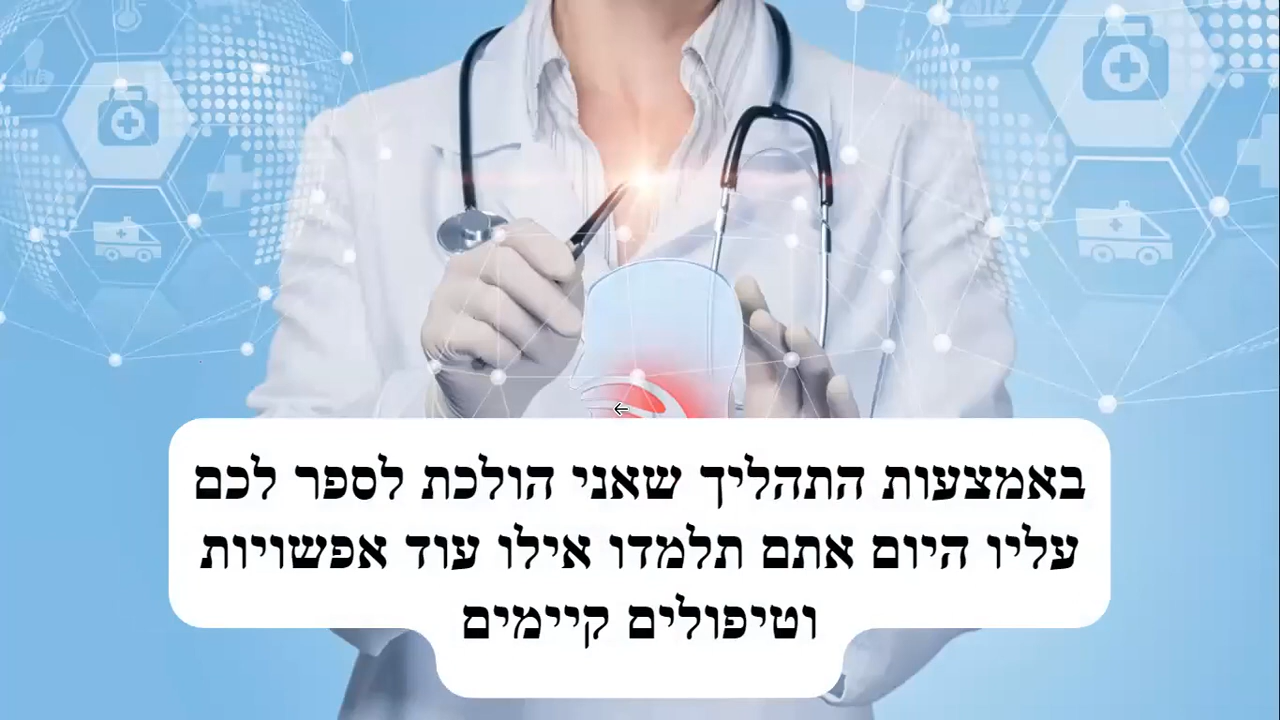 באמצעות התהליך שאני הולכת לספר לכם
עליו היום אתם תלמדו אילו עוד אפשויות
וטיפולים קיימים